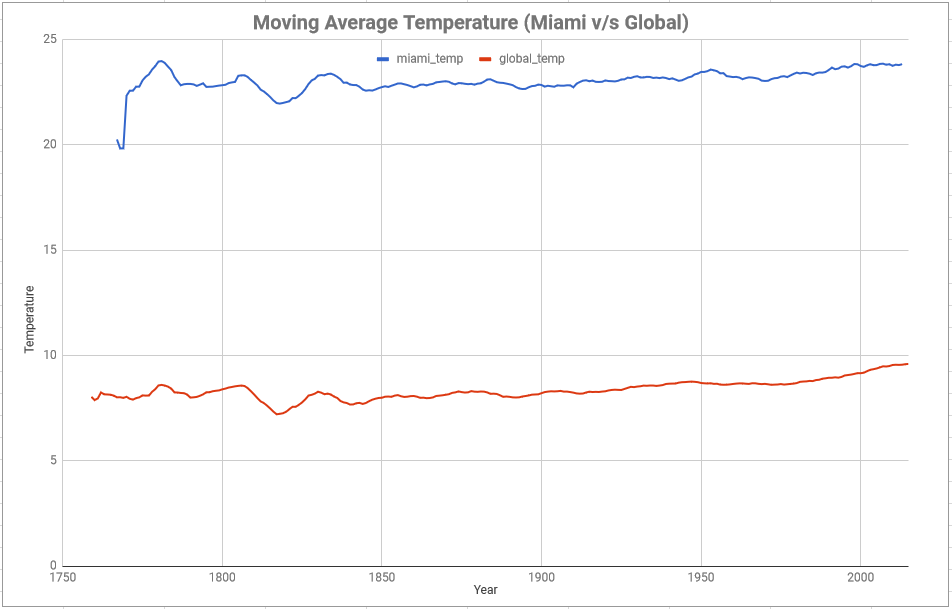 Moving Average Temperature (Miami v/s Global)
miami_temp global_temp
25
20
15
10
5
0
Temperature
1750 1800 1850 1900 1950 2000
Year